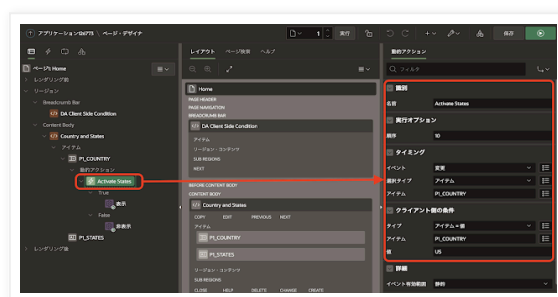 アプリケーション
ページ・デザイナ
1
実行
保存
ページ1: Home
レンダリング前
リージョン
Breadcrumb Bar
DA Client Side Condition
Content Body
Country and States
アイテム
P1_COUNTRY
動的アクション
Activate States
True
表示
False
非表示
P1_STATES
レンダリング後
レイアウト ページ検索 ヘルプ
Home
PAGE HEADER
PAGE NAVIGATION
BREADCRUMB BAR
DA Client Side Condition
アイテム
リージョン・コンテンツ
SUB REGIONS
NEXT
BEFORE CONTENT BODY
CONTENT BODY
Country and States
COPY EDIT PREVIOUS NEXT
アイテム
P1_COUNTRY
P1_STATES
リージョン・コンテンツ
SUB REGIONS
CLOSE HELP DELETE CHANGE CREATE
動的アクション
フィルタ
識別
名前 Activate States
実行オプション
順序 10
タイミング
イベント 変更
選択タイプ アイテム
アイテム P1_COUNTRY
クライアント側の条件
タイプ アイテム = 値
アイテム P1_COUNTRY
値 US
詳細
イベント有効範囲 静的